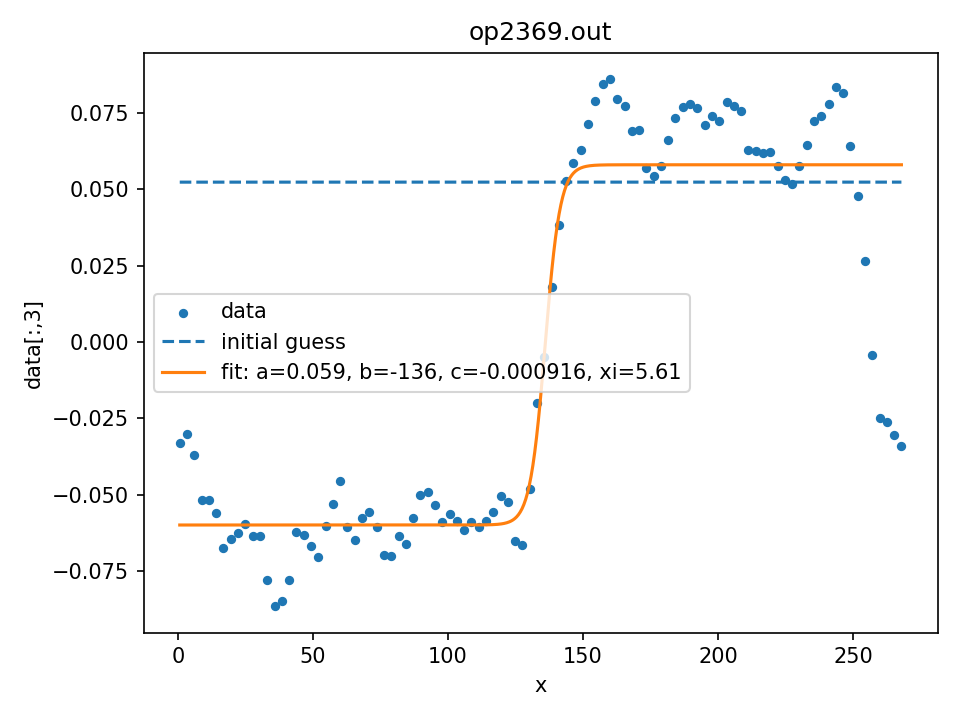 op2369.out
data[:,3]
0.075
0.050
0.025
0.000
−0.025
−0.050
−0.075
data
initial guess
fit: a=0.059, b=-136, c=-0.000916, xi=5.61
0 50 100 150 200 250
x